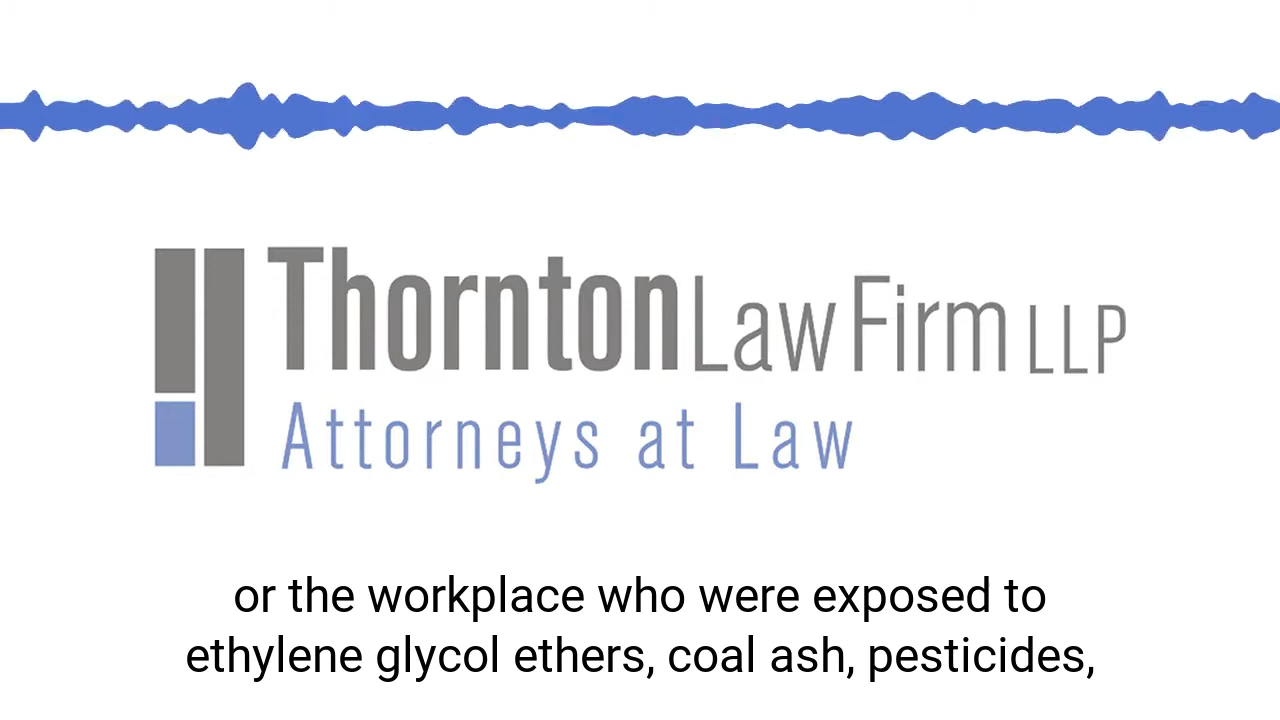 Thornton Law Firm LLP
Attorneys at Law
or the workplace who were exposed to
ethylene glycol ethers, coal ash, pesticides,